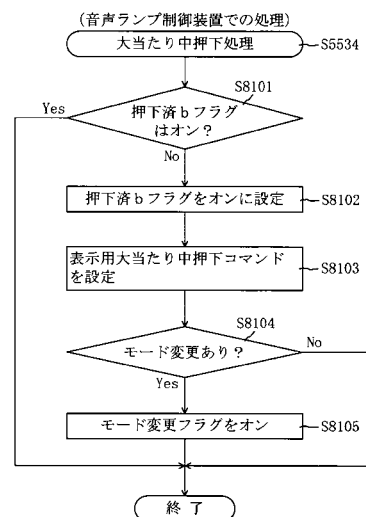 (音声ランプ制御装置での処理)
大当たり中押下処理
S5534
S8101
Yes
押下済bフラグ
はオン?
No
押下済bフラグをオンに設定
S8102
表示用大当たり中押下コマンド
を設定
S8103
S8104
モード変更あり?
No
Yes
モード変更フラグをオン
S8105
終了